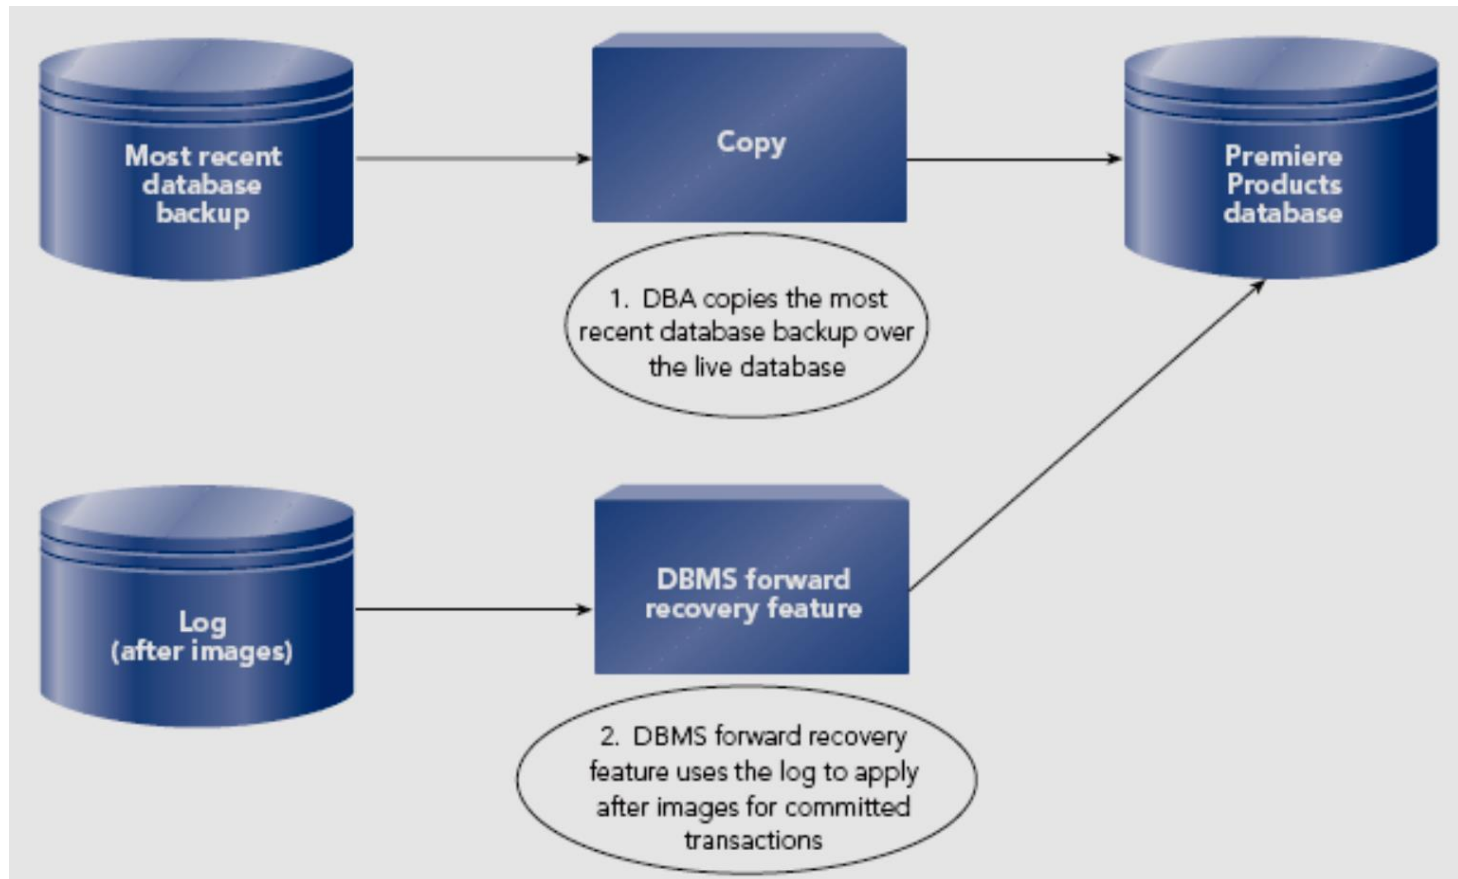 Most recent
database
backup
Copy
Premiere
Products
database
1. DBA copies the most
recent database backup over
the live database
Log
(after images)
DBMS forward
recovery feature
2. DBMS forward recovery
feature uses the log to apply
after images for committed
transactions